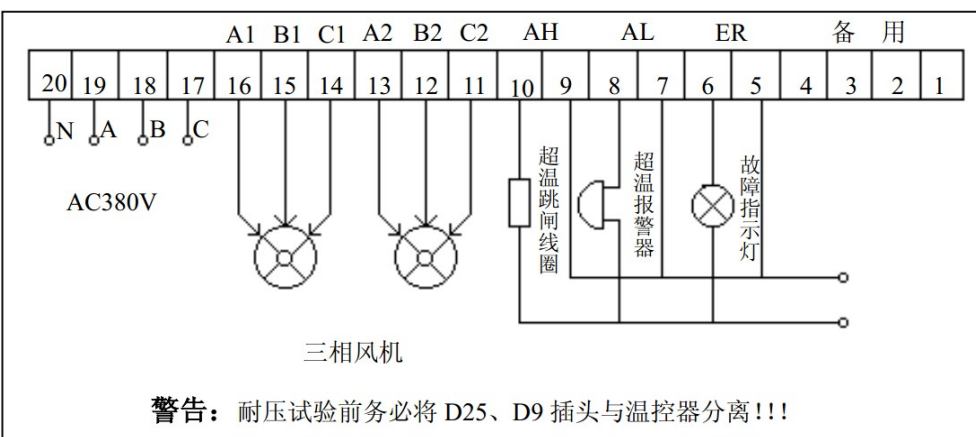 A1 B1 C1 A2 B2 C2 AH AL ER 备 用
20 19 18 17 16 15 14 13 12 11 10 9 8 7 6 5 4 3 2 1
N A B C
AC380V
超温跳闸线圈
超温报警器
故障指示灯
三相风机
警告：耐压试验前务必将 D25、D9 插头与温控器分离!!!